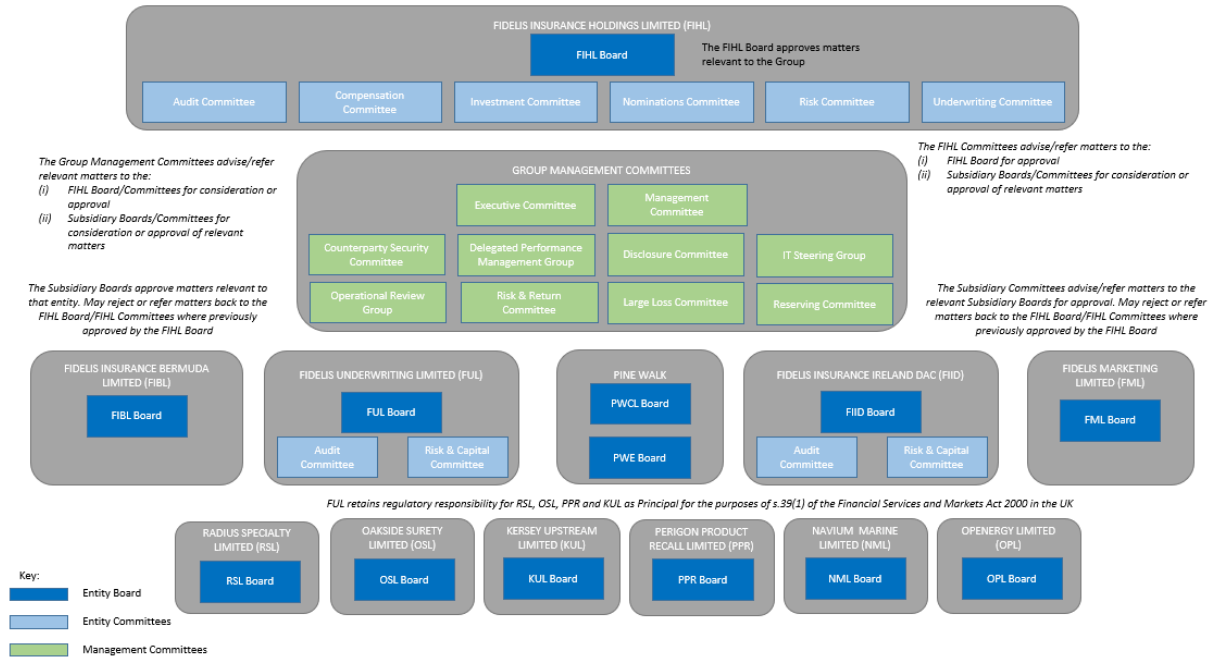 FIDELIS INSURANCE HOLDINGS LIMITED (FIHL)
FIHL Board
The FIHL Board approves matters
relevant to the Group
Audit Committee
Compensation
Committee
Investment Committee
Nominations Committee
Risk Committee
Underwriting Committee
The Group Management Committees advise/refer
relevant matters to the:
(i) FIHL Board/Committees for consideration or
approval
(ii) Subsidiary Boards/Committees for
consideration or approval of relevant
matters
The FIHL Committees advise/refer matters to the:
(i) FIHL Board for approval
(ii) Subsidiary Boards/Committees for consideration or
approval of relevant matters
GROUP MANAGEMENT COMMITTEES
Executive Committee
Management
Committee
Counterparty Security
Committee
Delegated Performance
Management Group
Disclosure Committee
IT Steering Group
Operational Review
Group
Risk & Return
Committee
Large Loss Committee
Reserving Committee
The Subsidiary Boards approve matters relevant to
that entity. May reject or refer matters back to the
FIHL Board/FIHL Committees where previously
approved by the FIHL Board
The Subsidiary Committees advise/refer matters to the
relevant Subsidiary Boards for approval. May reject or refer
matters back to the FIHL Board/FIHL Committees where
previously approved by the FIHL Board
FIDELIS INSURANCE BERMUDA
LIMITED (FIBL)
FIBL Board
FIDELIS UNDERWRITING LIMITED (FUL)
FUL Board
Audit
Committee
Risk & Capital
Committee
PINE WALK
PWCL Board
PWE Board
FIDELIS INSURANCE IRELAND DAC (FIID)
FIID Board
Audit
Committee
Risk & Capital
Committee
FIDELIS MARKETING
LIMITED (FML)
FML Board
FUL retains regulatory responsibility for RSL, OSL, PPR and KUL as Principal for the purposes of s.39(1) of the Financial Services and Markets Act 2000 in the UK
RADIUS SPECIALTY
LIMITED (RSL)
RSL Board
OAKSIDE SURETY
LIMITED (OSL)
OSL Board
KERSEY UPSTREAM
LIMITED (KUL)
KUL Board
PERIGON PRODUCT
RECALL LIMITED (PPR)
PPR Board
NAVIUM MARINE
LIMITED (NML)
NML Board
OPENERGY LIMITED
(OPL)
OPL Board
Key:
Entity Board
Entity Committees
Management Committees